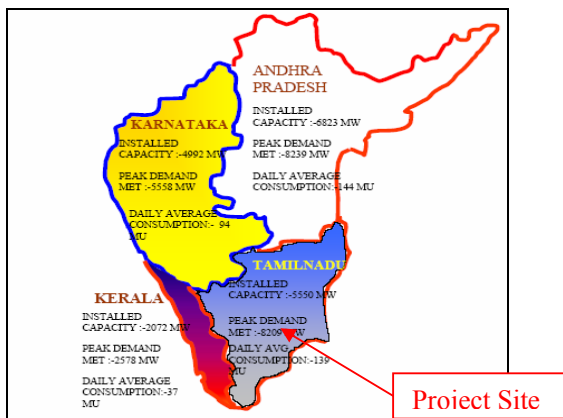 ANDHRA
PRADESH
INSTALLED
CAPACITY :-6823 MW
PEAK DEMAND
MET :-8239 MW
DAILY AVERAGE
CONSUMPTION:-144 MU
KARNATAKA
INSTALLED
CAPACITY :-4992 MW
PEAK DEMAND
MET :-5558 MW
DAILY AVERAGE
CONSUMPTION:- 94
MU
TAMILNADU
INSTALLED
CAPACITY :-5550 MW
PEAK DEMAND
MET :-8209 MW
DAILY AVG
CONSUMPTION:-139
MU
KERALA
INSTALLED
CAPACITY :-2072 MW
PEAK DEMAND
MET :-2578 MW
DAILY AVERAGE
CONSUMPTION:-37
MU
Project Site